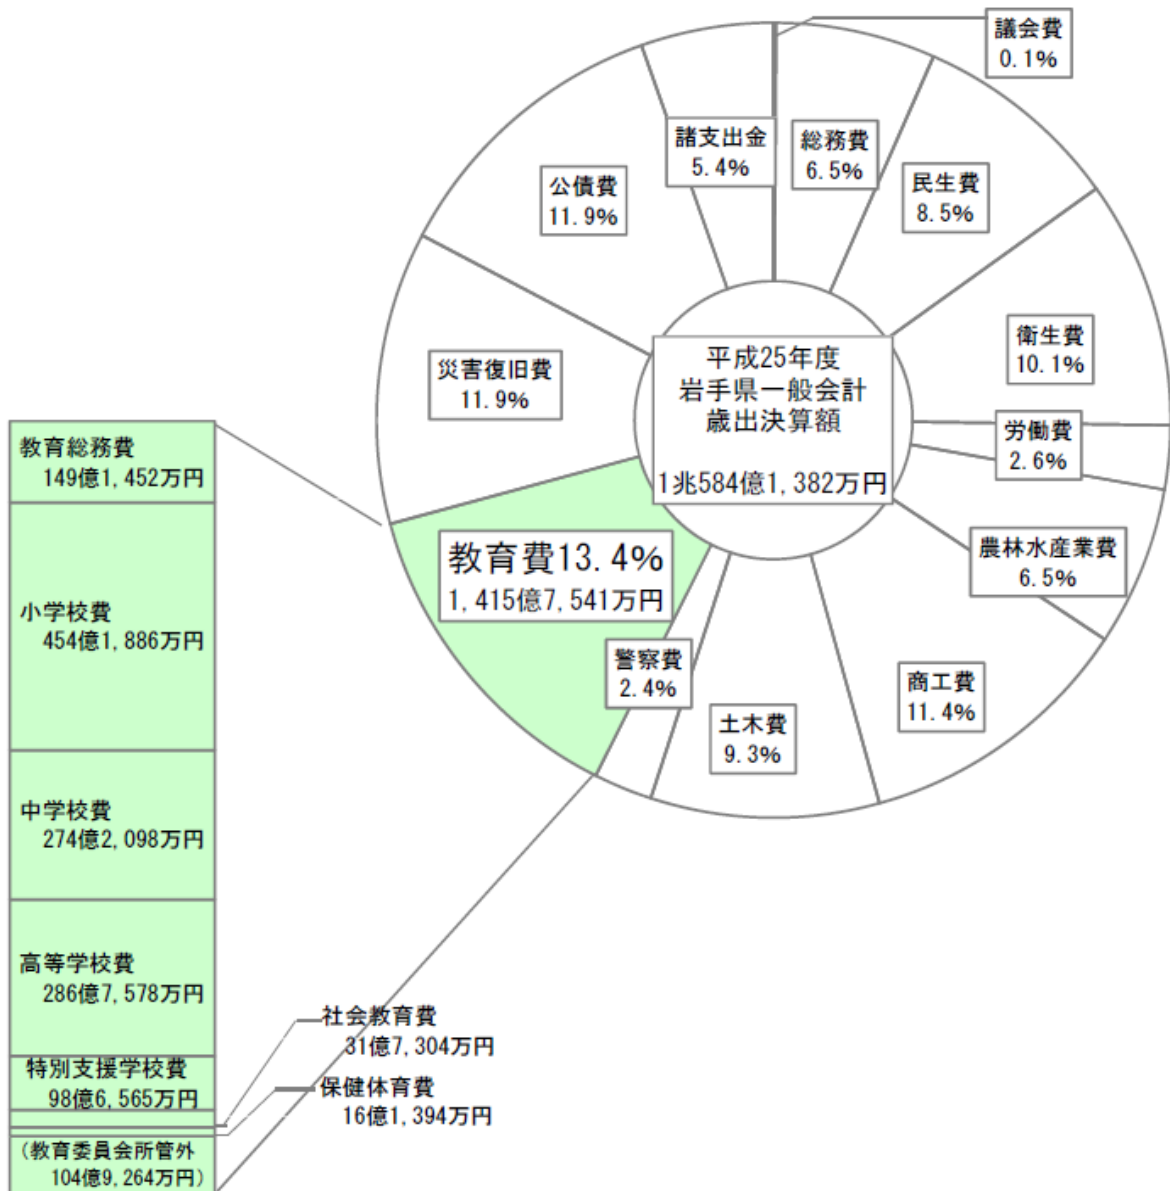 議会費
0.1%
総務費
6.5%
民生費
8.5%
衛生費
10.1%
労働費
2.6%
農林水産業費
6.5%
商工費
11.4%
土木費
9.3%
警察費
2.4%
教育費13.4%
1,415億7,541万円
災害復旧費
11.9%
公債費
11.9%
諸支出金
5.4%
平成25年度
岩手県一般会計
歳出決算額
1兆584億1,382万円
教育総務費
149億1,452万円
小学校費
454億1,886万円
中学校費
274億2,098万円
高等学校費
286億7,578万円
特別支援学校費
98億6,565万円
社会教育費
31億7,304万円
保健体育費
16億1,394万円
(教育委員会所管外
104億9,264万円)